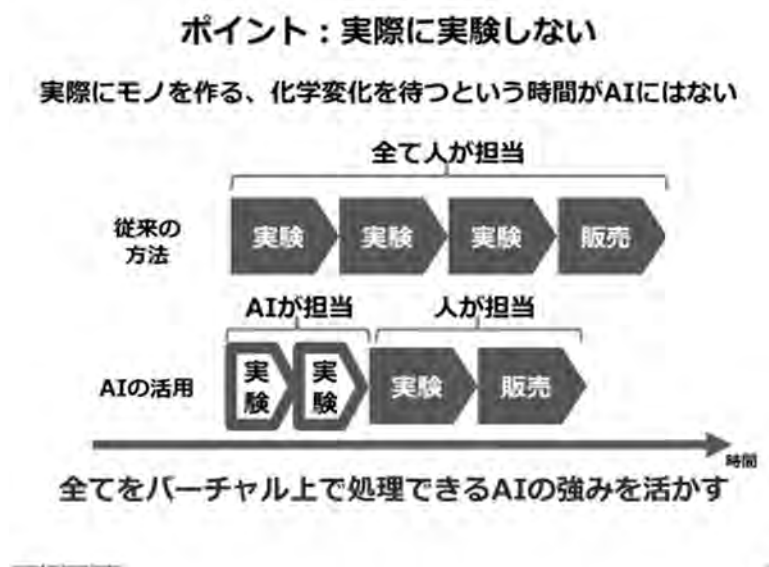 ポイント：実際に実験しない
実際にモノを作る、化学変化を待つという時間がAIにはない
全て人が担当
従来の
方法
実験
実験
実験
販売
AIが担当
人が担当
AIの活用
実験
実験
実験
販売
時間
全てをバーチャル上で処理できるAIの強みを活かす